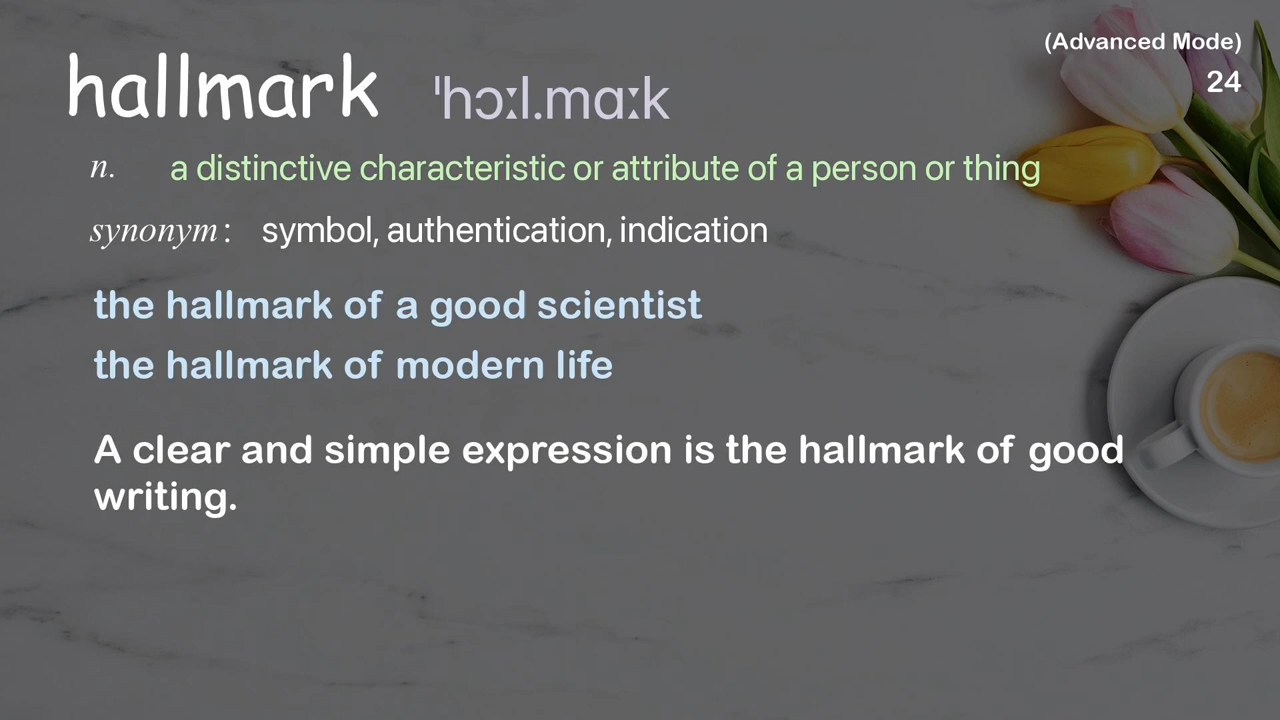 (Advanced Mode)
hallmark ˈhɔːl.mɑːk
24
n. a distinctive characteristic or attribute of a person or thing
synonym : symbol, authentication, indication
the hallmark of a good scientist
the hallmark of modern life
A clear and simple expression is the hallmark of good
writing.